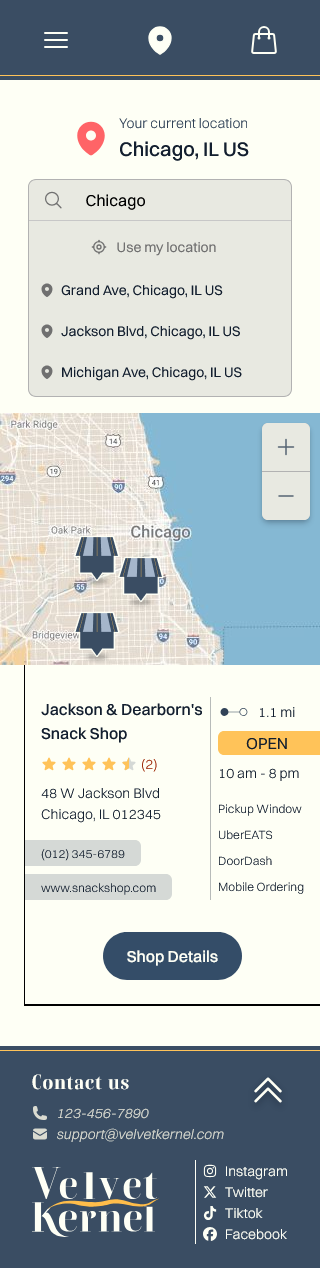 Your current location
Chicago, IL US
Chicago
Use my location
Grand Ave, Chicago, IL US
Jackson Blvd, Chicago, IL US
Michigan Ave, Chicago, IL US
Park Ridge
14
19
294
90
41
Oak Park
Chicago
55
Bridgeview
94
90
Jackson & Dearborn's
Snack Shop
(2)
48 W Jackson Blvd
Chicago, IL 012345
(012) 345-6789
www.snackshop.com
1.1 mi
OPEN
10 am - 8 pm
Pickup Window
UberEATS
DoorDash
Mobile Ordering
Shop Details
Contact us
123-456-7890
support@velvetkernel.com
Velvet
Kernel
Instagram
Twitter
Tiktok
Facebook